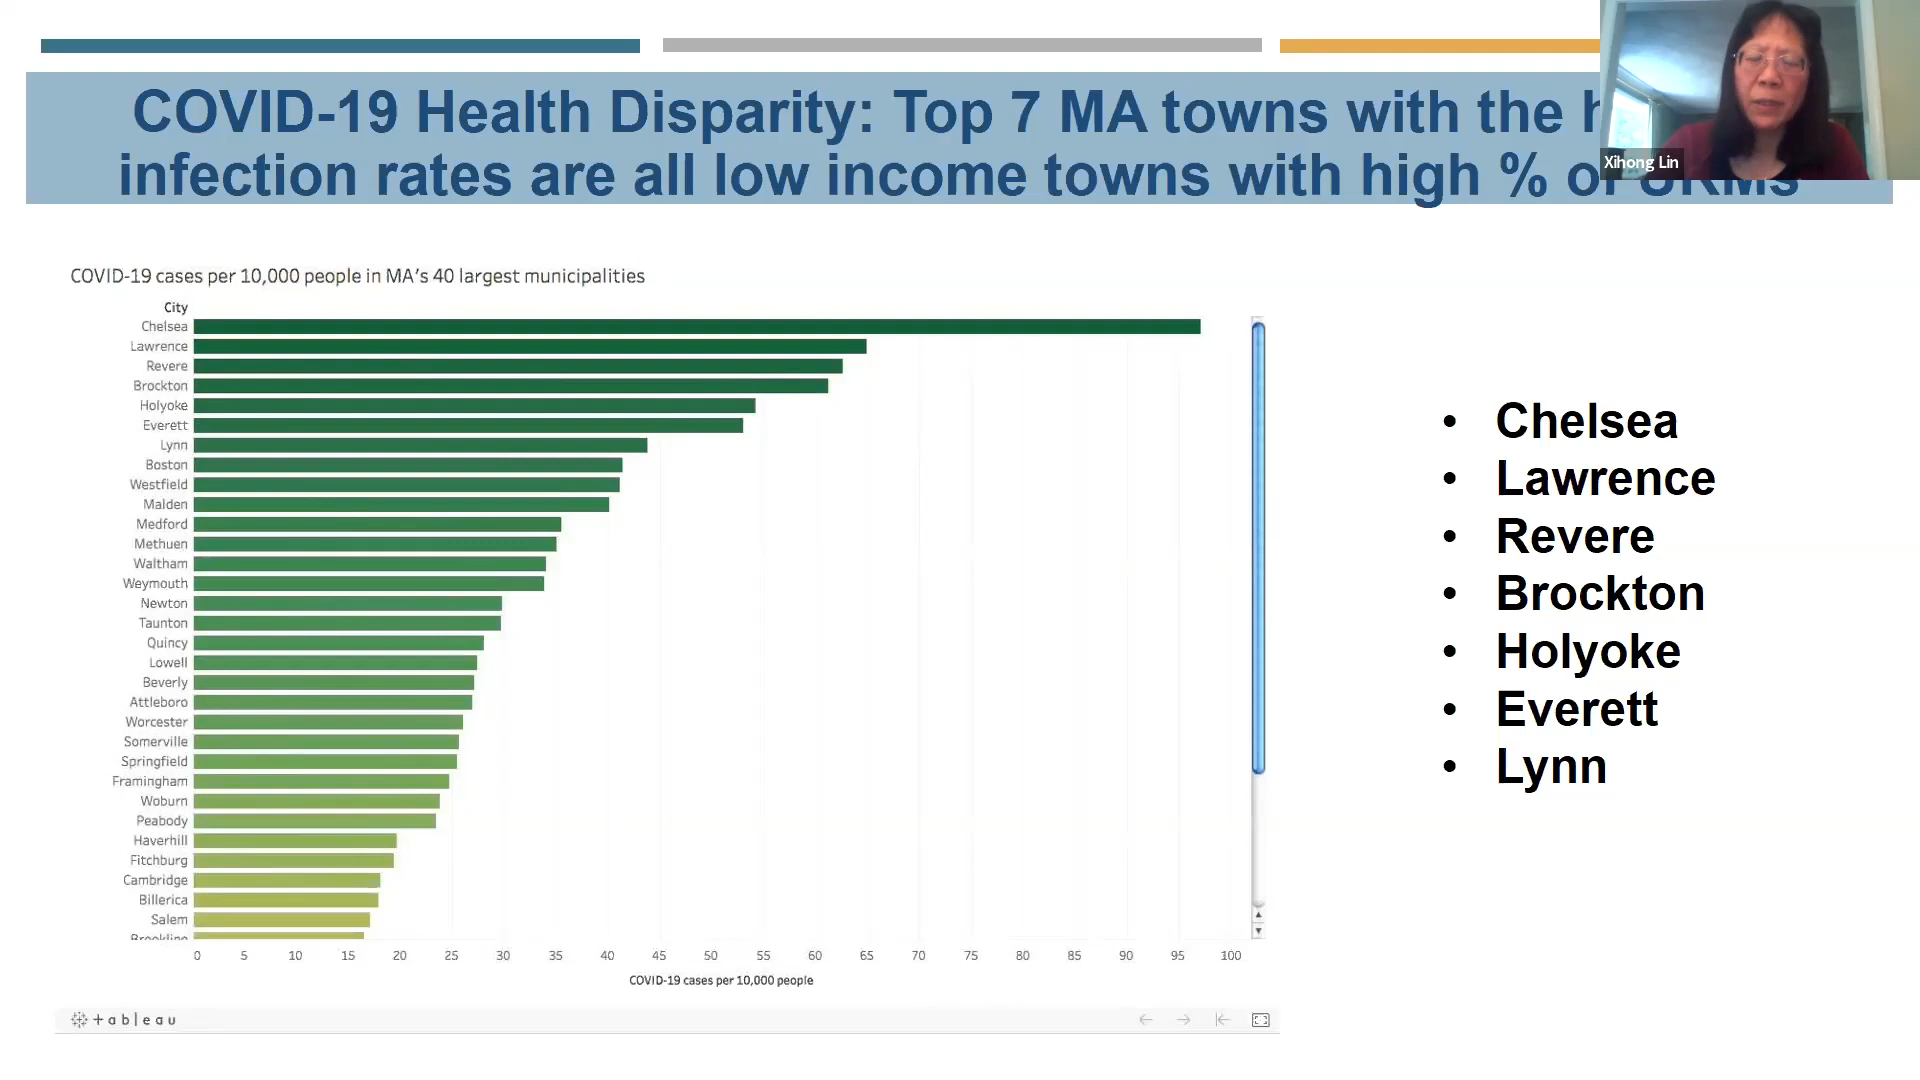 COVID-19 Health Disparity: Top 7 MA towns with the
infection rates are all low income towns with high % of URMs
Xihong Lin
COVID-19 cases per 10,000 people in MA's 40 largest municipalities
City
Chelsea
Lawrence
Revere
Brockton
Holyoke
Everett
Lynn
Boston
Westfield
Malden
Medford
Methuen
Waltham
Weymouth
Newton
Taunton
Quincy
Lowell
Beverly
Attleboro
Worcester
Somerville
Springfield
Framingham
Woburn
Peabody
Haverhill
Fitchburg
Cambridge
Billerica
Salem
Brookline
0 5 10 15 20 25 30 35 40 45 50 55 60 65 70 75 80 85 90 95 100
COVID-19 cases per 10,000 people
+ableau
• Chelsea
• Lawrence
• Revere
• Brockton
• Holyoke
• Everett
• Lynn